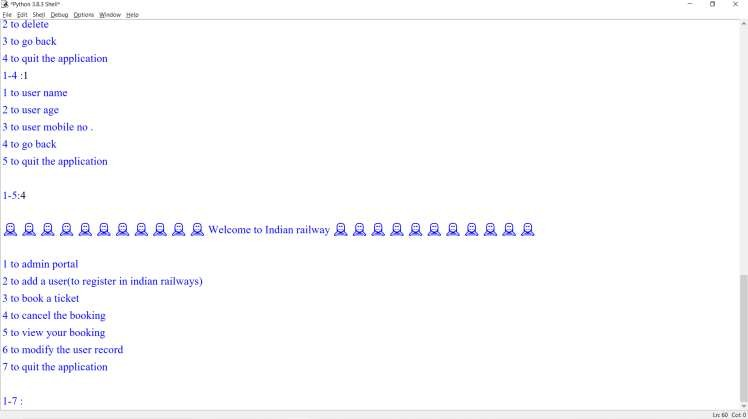 *Python 3.8.3 Shell*
File Edit Shell Debug Options Window Help
2 to delete
3 to go back
4 to quit the application
1-4 :1
1 to user name
2 to user age
3 to user mobile no .
4 to go back
5 to quit the application
1-5:4
Welcome to Indian railway
1 to admin portal
2 to add a user(to register in indian railways)
3 to book a ticket
4 to cancel the booking
5 to view your booking
6 to modify the user record
7 to quit the application
1-7 :
Ln: 60 Col: 0